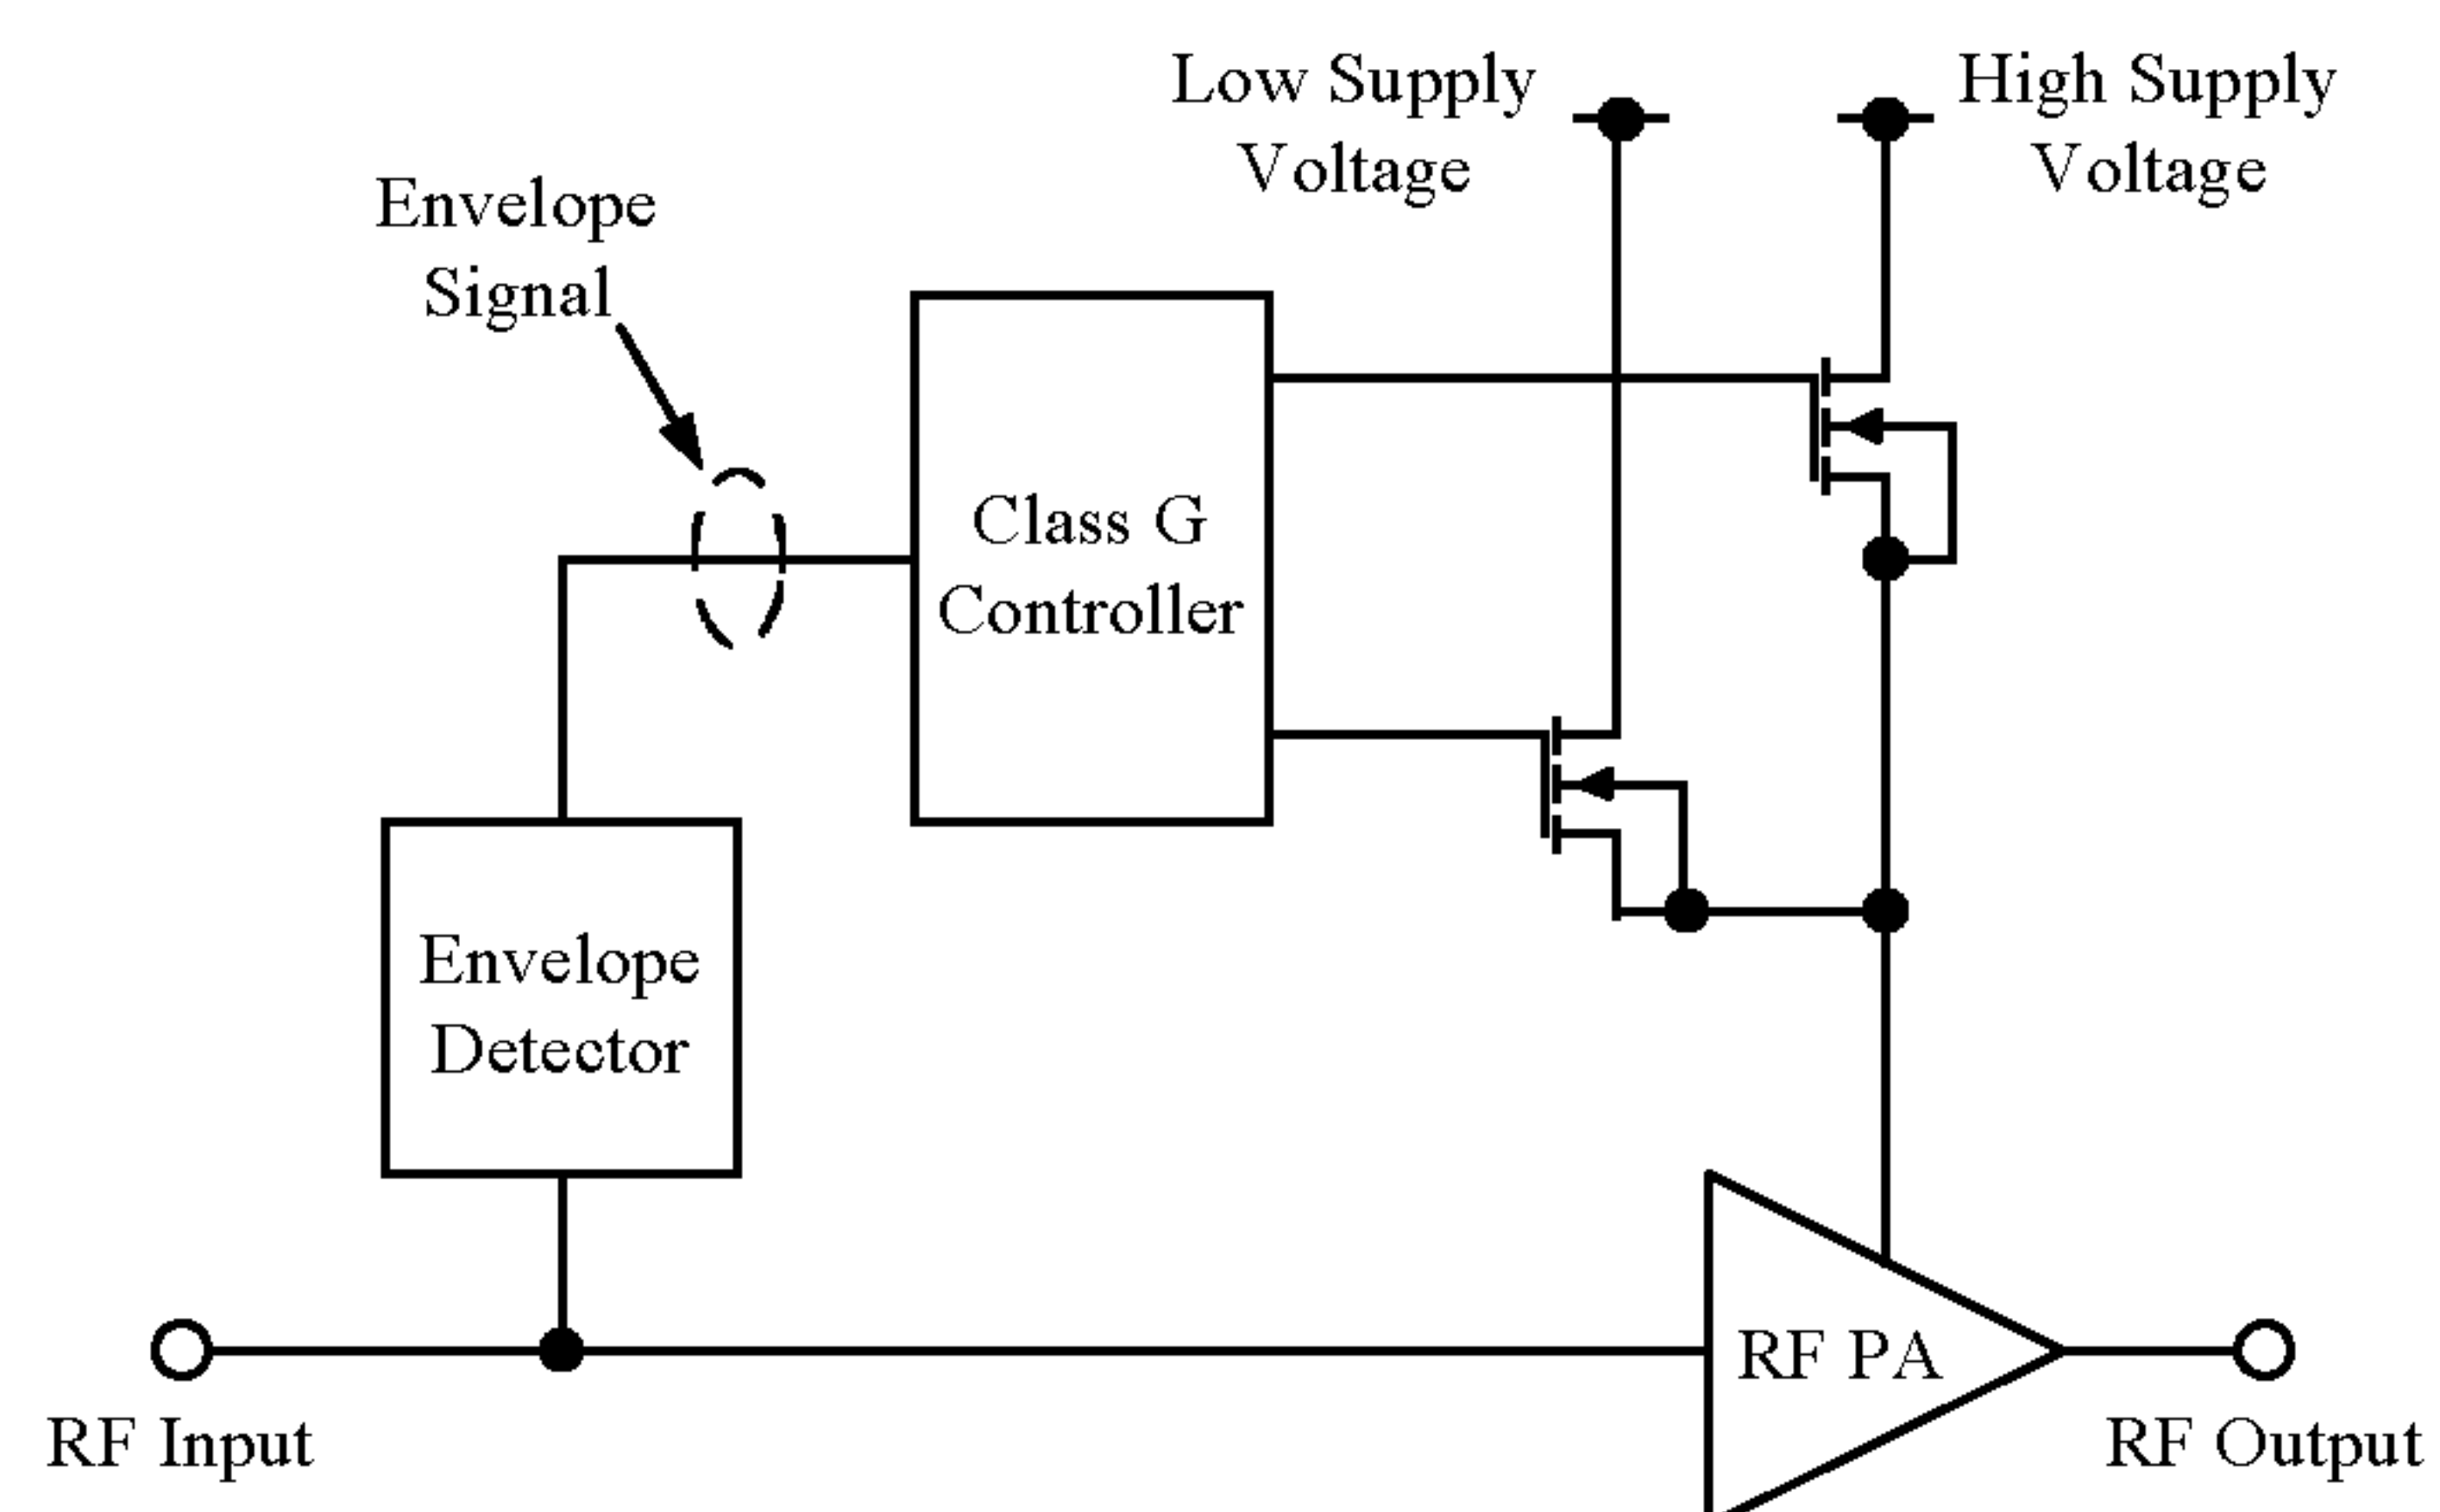 Low Supply
Voltage
High Supply
Voltage
Envelope
Signal
Class G
Controller
Envelope
Detector
RF PA
RF Input
RF Output